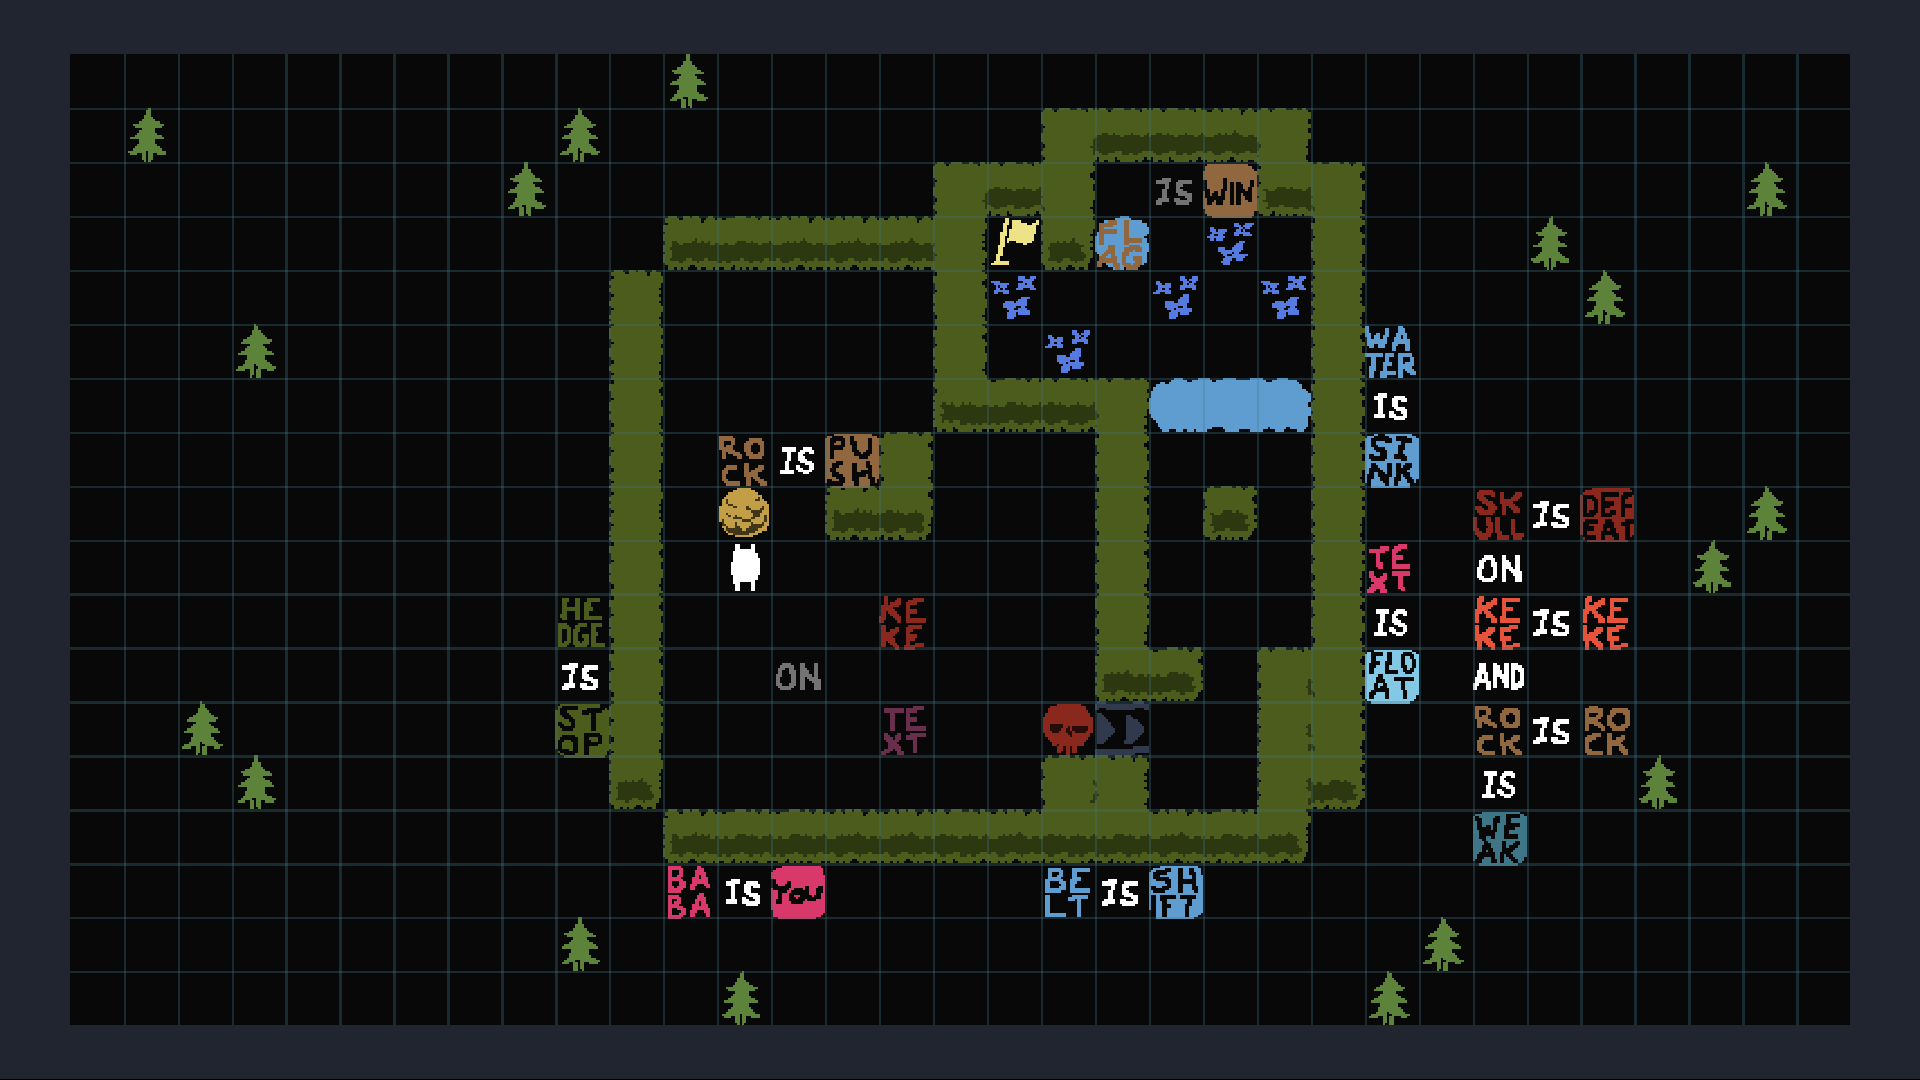 IS WIN
FLAG
WATER
IS
ROCK IS PUSH
SINK
SKULL IS DEFEAT
TEXT ON
HEDGE KEKE IS KEKE IS KEKE
IS ON FLOAT AND
STOP TEXT ROCK IS ROCK
IS
WEAK
BABA IS YOU BELT IS SHIFT